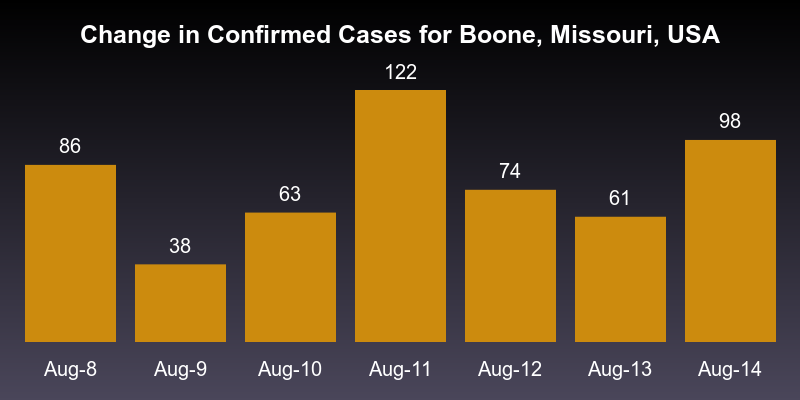 Change in Confirmed Cases for Boone, Missouri, USA
86
38
63
122
74
61
98
Aug-8
Aug-9
Aug-10
Aug-11
Aug-12
Aug-13
Aug-14